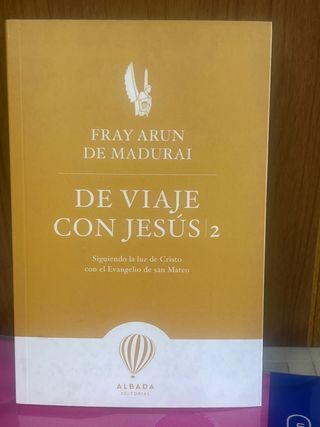 FRAY ARUN
DE MADURAI
DE VIAJE
CON JESÚS | 2
Siguiendo la luz de Cristo
con el Evangelio de san Mateo
ALBADA
EDITORIAL